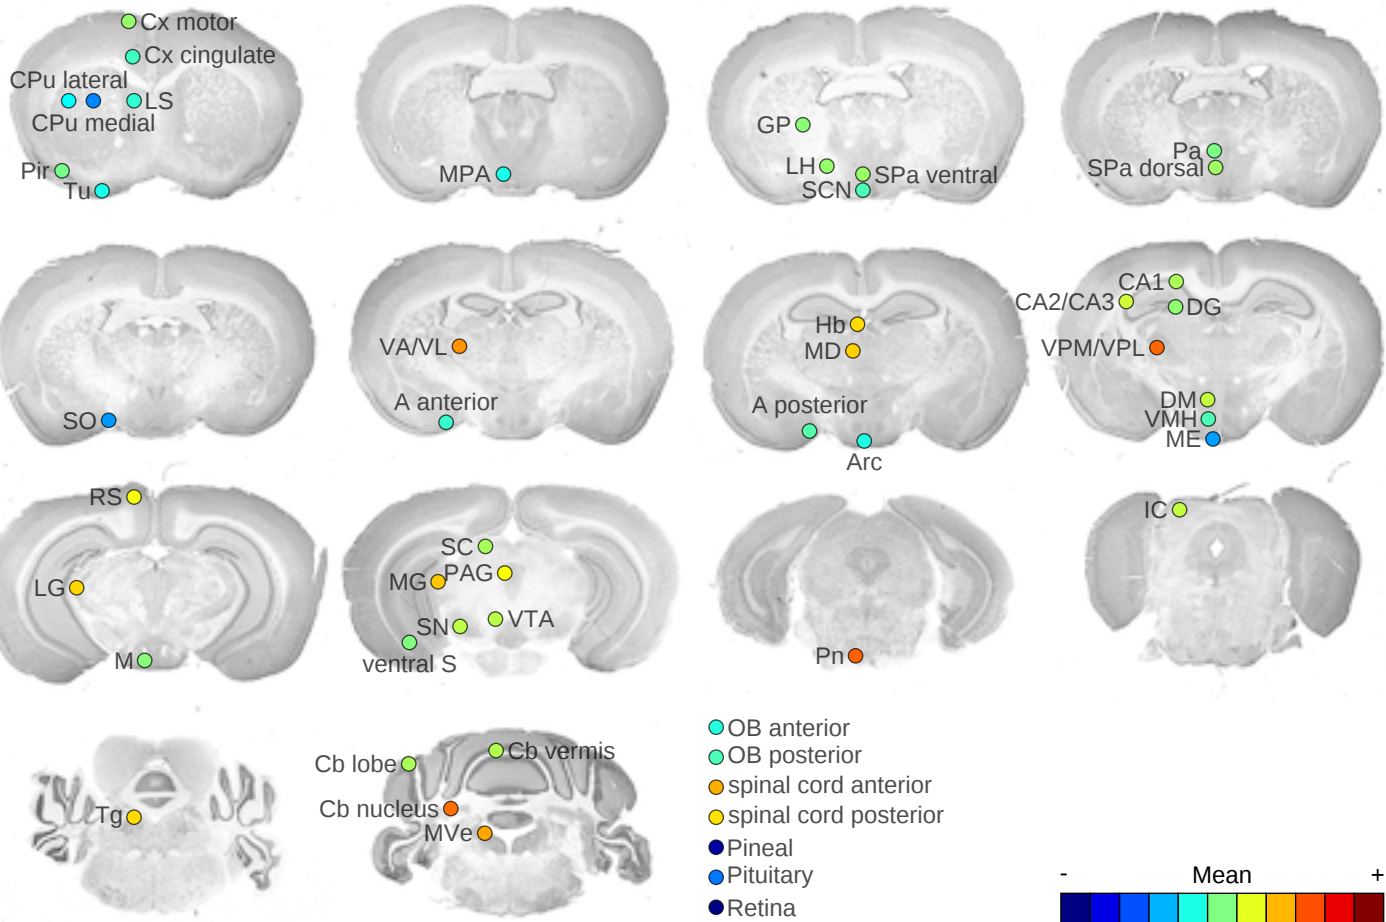 Cx motor
Cx cingulate
CPu lateral
LS
CPu medial
Pir
Tu
MPA
GP
LH
SPa ventral
SCN
Pa
SPa dorsal
SO
VA/VL
A anterior
Hb
MD
A posterior
Arc
CA1
CA2/CA3
DG
VPM/VPL
DM
VMH
ME
RS
LG
M
SC
MG
PAG
SN
VTA
ventral S
Pn
IC
Tg
Cb lobe
Cb vermis
Cb nucleus
MVe
OB anterior
OB posterior
spinal cord anterior
spinal cord posterior
Pineal
Pituitary
Retina
- Mean +